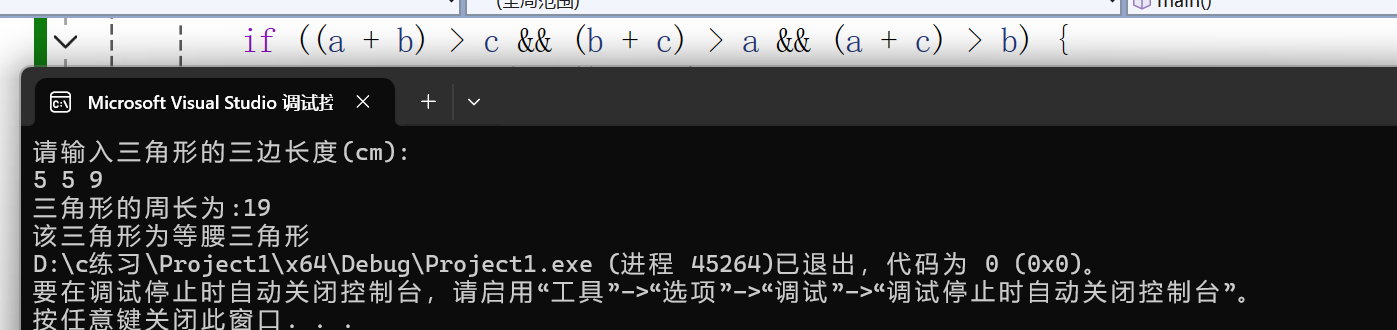 (全局范围)
main()
if ((a + b) > c && (b + c) > a && (a + c) > b) {
Microsoft Visual Studio 调试控
请输入三角形的三边长度(cm):
5 5 9
三角形的周长为:19
该三角形为等腰三角形
D:\c练习\Project1\x64\Debug\Project1.exe (进程 45264)已退出，代码为 0 (0x0)。
要在调试停止时自动关闭控制台，请启用“工具”->“选项”->“调试”->“调试停止时自动关闭控制台”。
按任意键关闭此窗口. . .